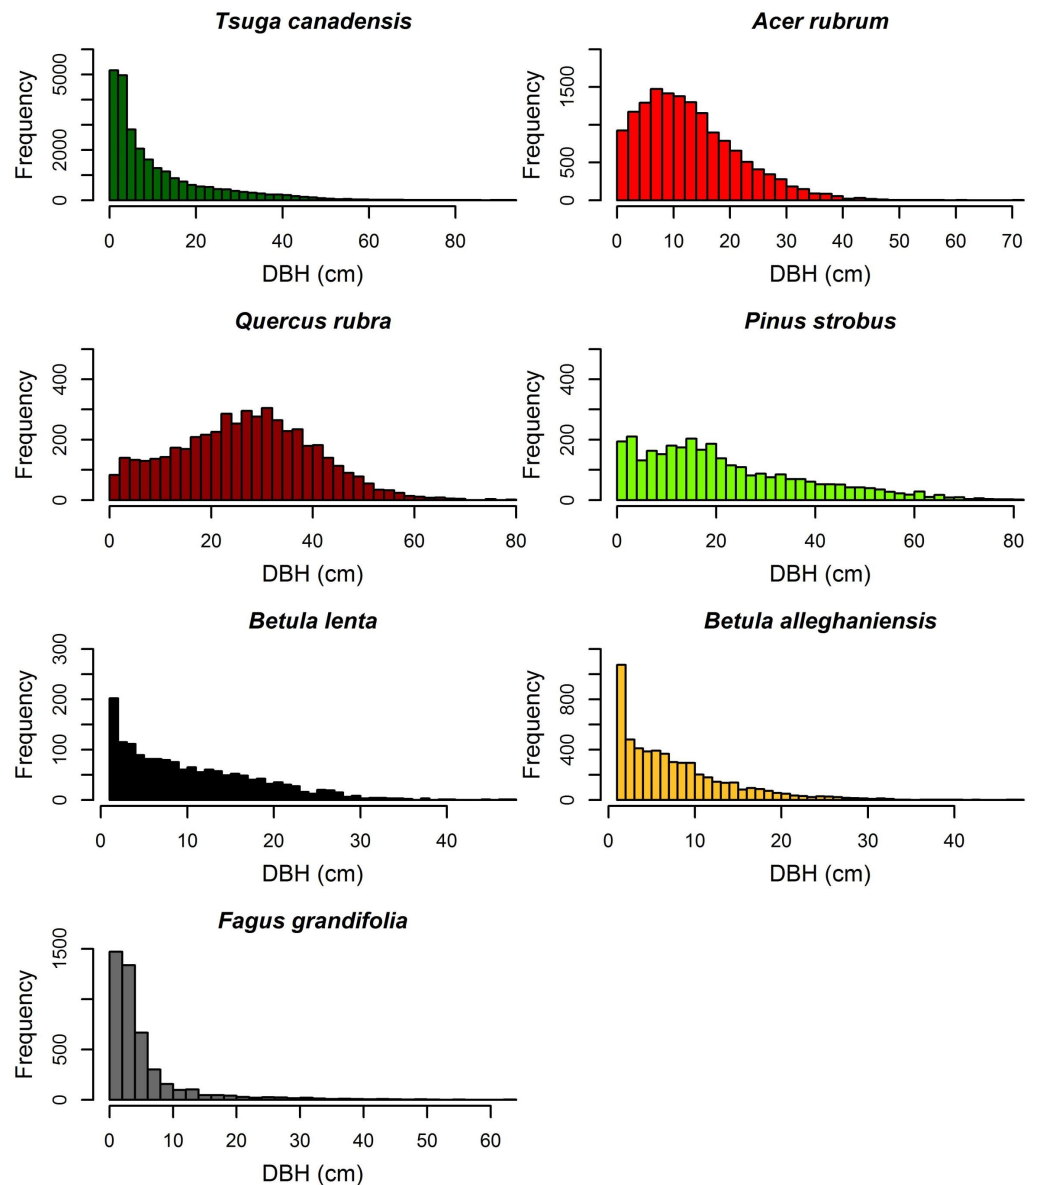 Tsuga canadensis
Frequency
5000
2000
0
0 20 40 60 80
DBH (cm)
Acer rubrum
Frequency
1500
500
0
0 10 20 30 40 50 60 70
DBH (cm)
Quercus rubra
Frequency
400
200
0
0 20 40 60 80
DBH (cm)
Pinus strobus
Frequency
400
200
0
0 20 40 60 80
DBH (cm)
Betula lenta
Frequency
300
200
100
0
0 10 20 30 40
DBH (cm)
Betula alleghaniensis
Frequency
800
400
0
0 10 20 30 40
DBH (cm)
Fagus grandifolia
Frequency
1500
500
0
0 10 20 30 40 50 60
DBH (cm)